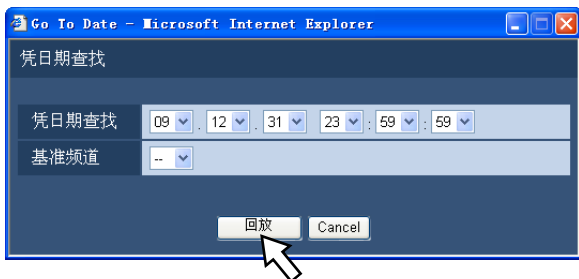 Go To Date - Microsoft Internet Explorer
凭日期查找
凭日期查找 09 . 12 . 31 23 : 59 : 59
基准频道 --
回放 Cancel